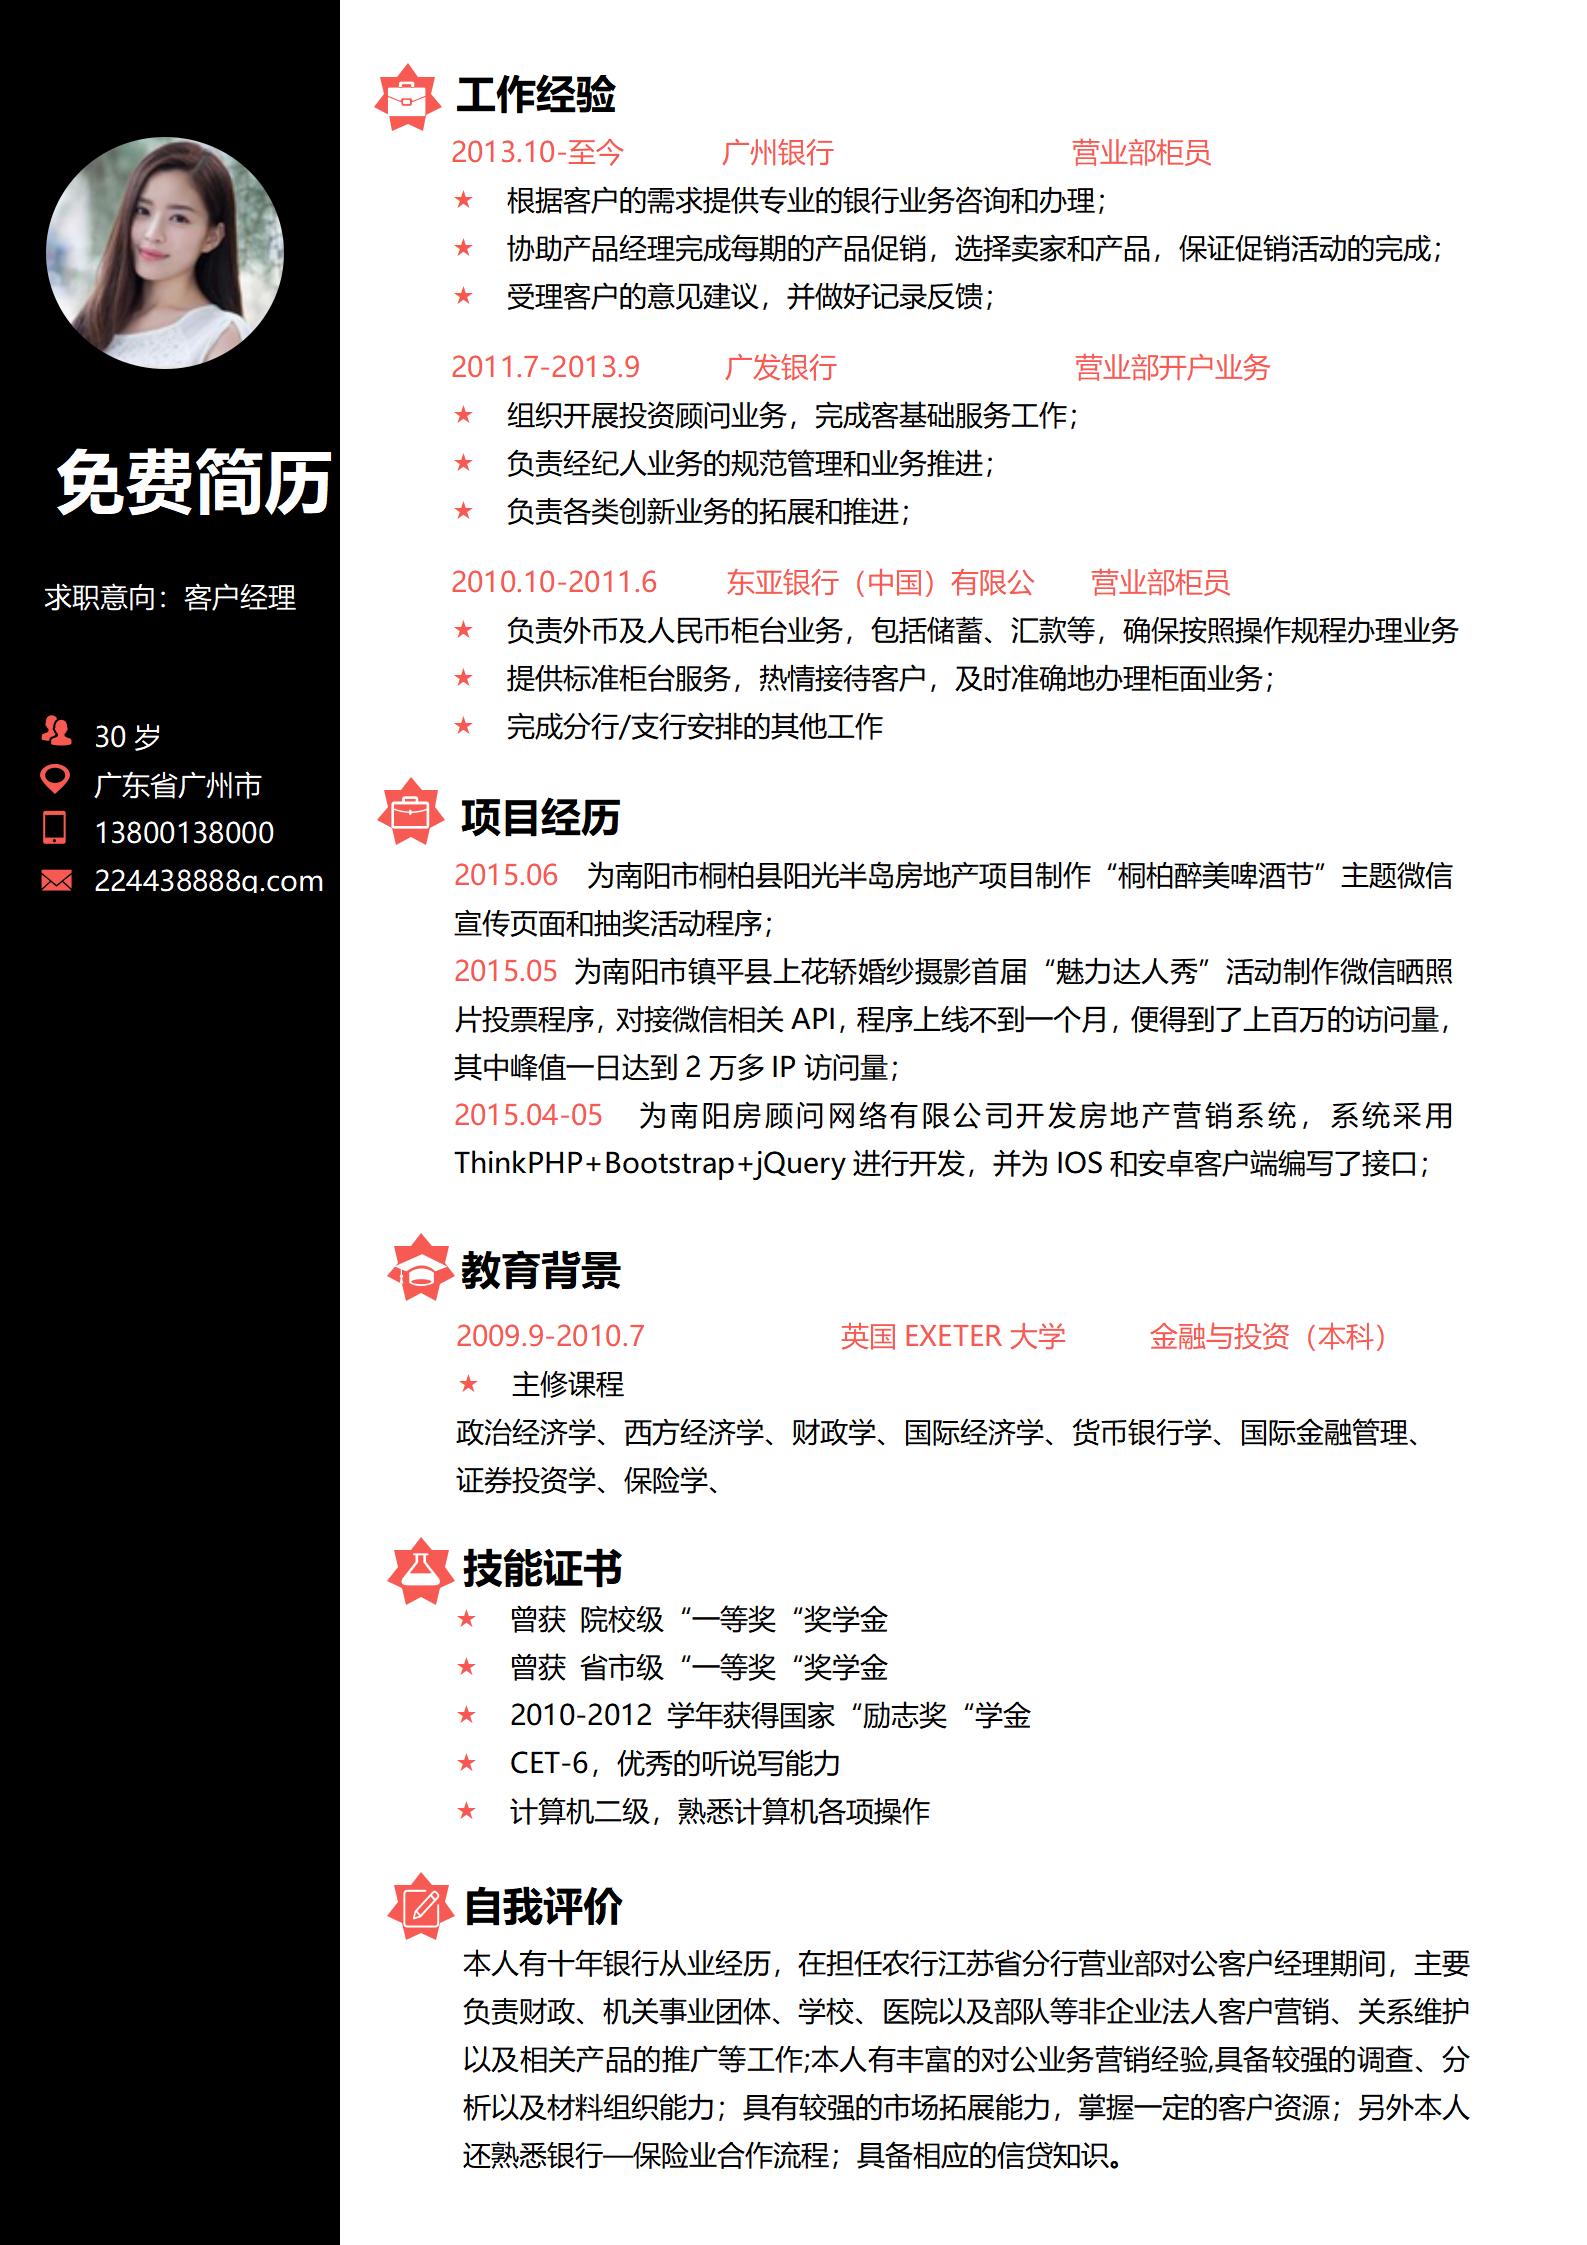 免费简历
求职意向：客户经理
30 岁
广东省广州市
13800138000
224438888q.com
工作经验
2013.10-至今 广州银行 营业部柜员
★ 根据客户的需求提供专业的银行业务咨询和办理；
★ 协助产品经理完成每期的产品促销，选择卖家和产品，保证促销活动的完成；
★ 受理客户的意见建议，并做好记录反馈；
2011.7-2013.9 广发银行 营业部开户业务
★ 组织开展投资顾问业务，完成客基础服务工作；
★ 负责经纪人业务的规范管理和业务推进；
★ 负责各类创新业务的拓展和推进；
2010.10-2011.6 东亚银行（中国）有限公 营业部柜员
★ 负责外币及人民币柜台业务，包括储蓄、汇款等，确保按照操作规程办理业务
★ 提供标准柜台服务，热情接待客户，及时准确地办理柜面业务；
★ 完成分行/支行安排的其他工作
项目经历
2015.06 为南阳市桐柏县阳光半岛房地产项目制作“桐柏醉美啤酒节”主题微信
宣传页面和抽奖活动程序；
2015.05 为南阳市镇平县上花轿婚纱摄影首届“魅力达人秀”活动制作微信晒照
片投票程序，对接微信相关 API，程序上线不到一个月，便得到了上百万的访问量，
其中峰值一日达到 2 万多 IP 访问量；
2015.04-05 为南阳房顾问网络有限公司开发房地产营销系统，系统采用
ThinkPHP+Bootstrap+jQuery 进行开发，并为 IOS 和安卓客户端编写了接口；
教育背景
2009.9-2010.7 英国 EXETER 大学 金融与投资（本科）
★ 主修课程
政治经济学、西方经济学、财政学、国际经济学、货币银行学、国际金融管理、
证券投资学、保险学、
技能证书
★ 曾获 院校级“一等奖“奖学金
★ 曾获 省市级“一等奖“奖学金
★ 2010-2012 学年获得国家“励志奖“学金
★ CET-6，优秀的听说写能力
★ 计算机二级，熟悉计算机各项操作
自我评价
本人有十年银行从业经历，在担任农行江苏省分行营业部对公客户经理期间，主要
负责财政、机关事业团体、学校、医院以及部队等非企业法人客户营销、关系维护
以及相关产品的推广等工作;本人有丰富的对公业务营销经验,具备较强的调查、分
析以及材料组织能力；具有较强的市场拓展能力，掌握一定的客户资源；另外本人
还熟悉银行—保险业合作流程；具备相应的信贷知识。